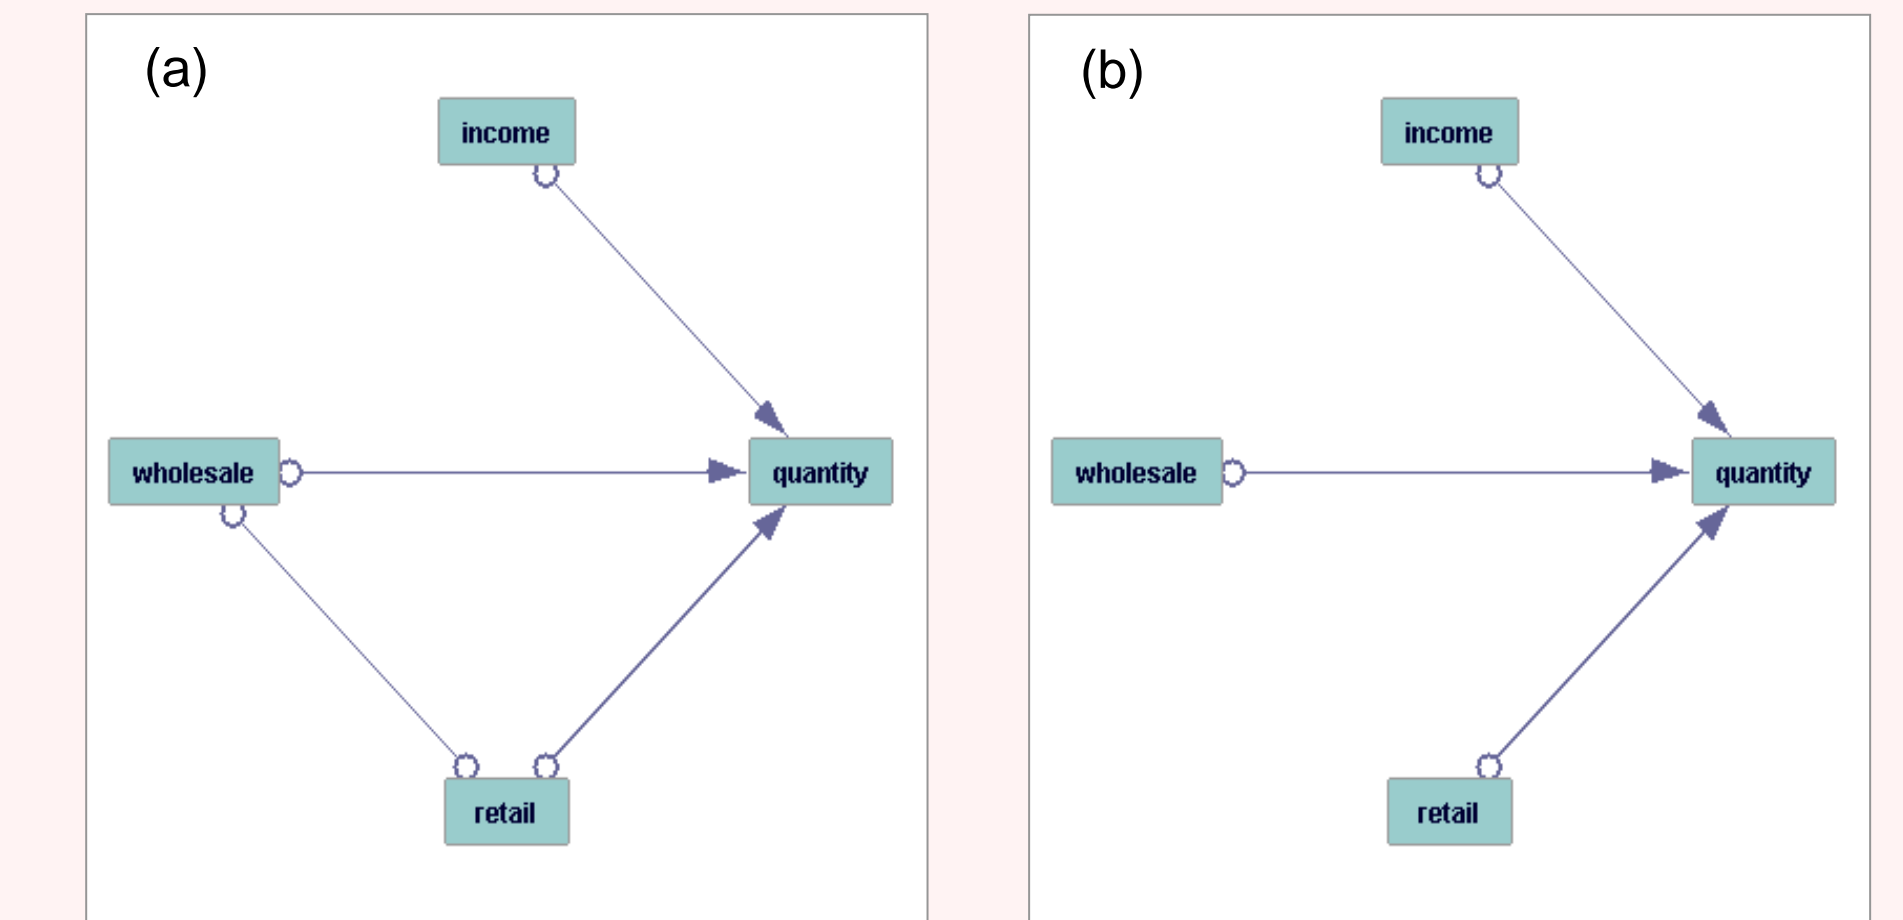 (a)
income
wholesale
quantity
retail
(b)
income
wholesale
quantity
retail